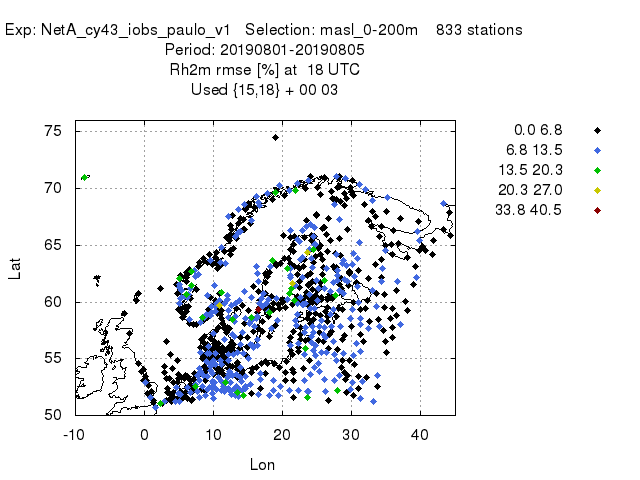 Exp: NetA_cy43_iobs_paulo_v1   Selection: masl_0-200m    833 stations
Period: 20190801-20190805
Rh2m rmse [%] at  18 UTC
Used {15,18} + 00 03
0.0 6.8
6.8 13.5
13.5 20.3
20.3 27.0
33.8 40.5
75
70
65
60
55
50
Lat
-10 0 10 20 30 40
Lon